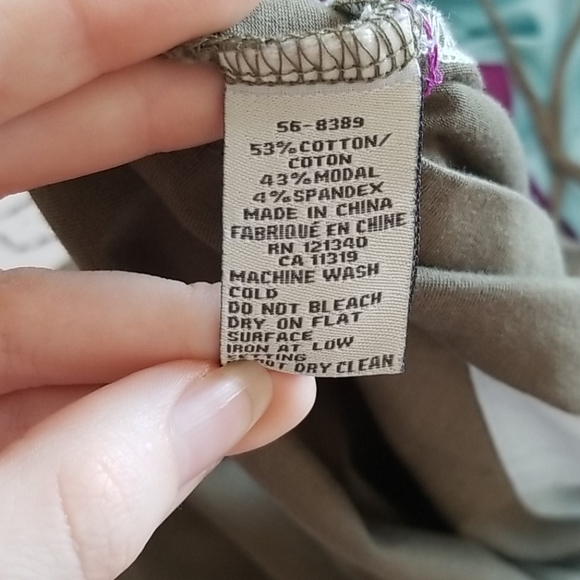 56-8389
53% COTTON/
COTON
43% MODAL
4% SPANDEX
MADE IN CHINA
FABRIQUÉ EN CHINE
RN 121340
CA 11319
MACHINE WASH
COLD
DO NOT BLEACH
DRY ON FLAT
SURFACE
IRON AT LOW
SETTING
NOT DRY CLEAN